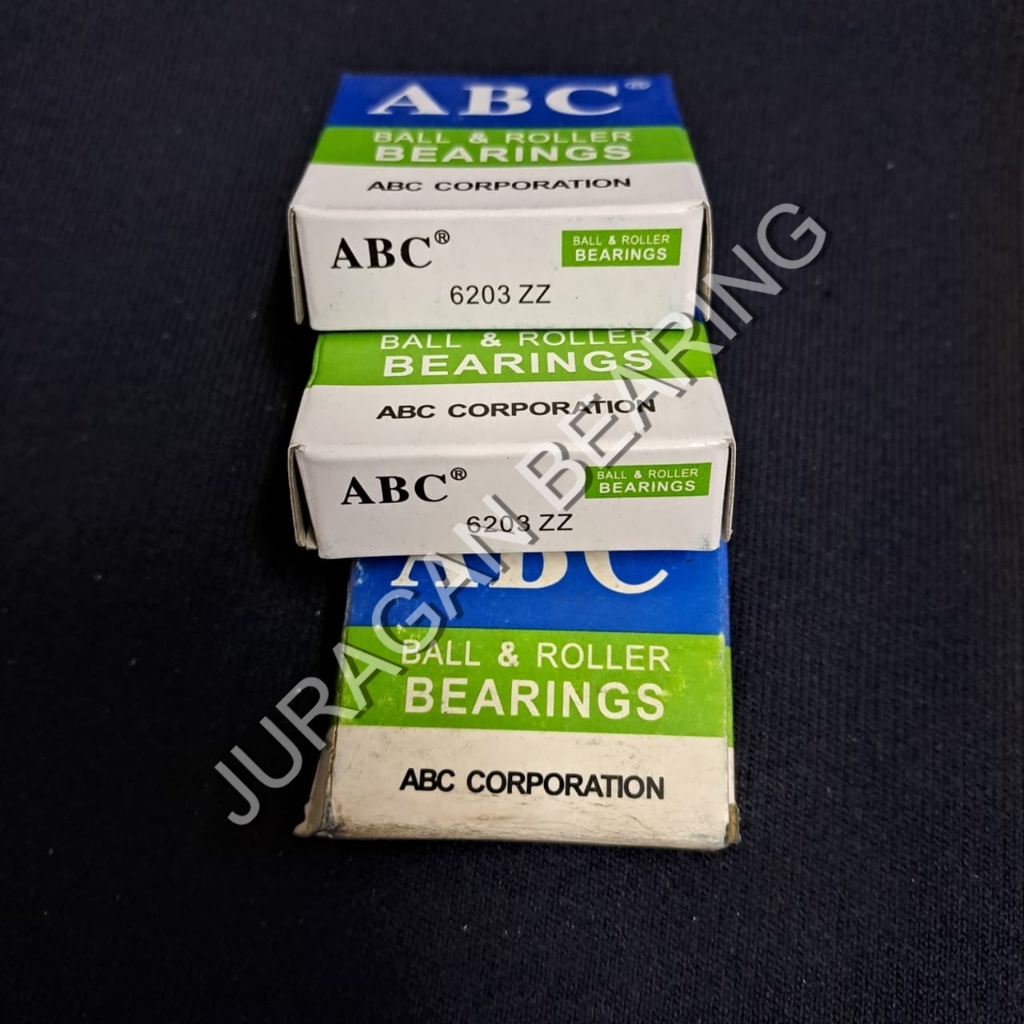 ABC®
BALL & ROLLER
BEARINGS
ABC CORPORATION
ABC®
BALL & ROLLER
BEARINGS
6203 ZZ
BALL & ROLLER
BEARINGS
ABC CORPORATION
ABC®
BALL & ROLLER
BEARINGS
6203 ZZ
ABC
BALL & ROLLER
BEARINGS
ABC CORPORATION
JURAGAN BEARING